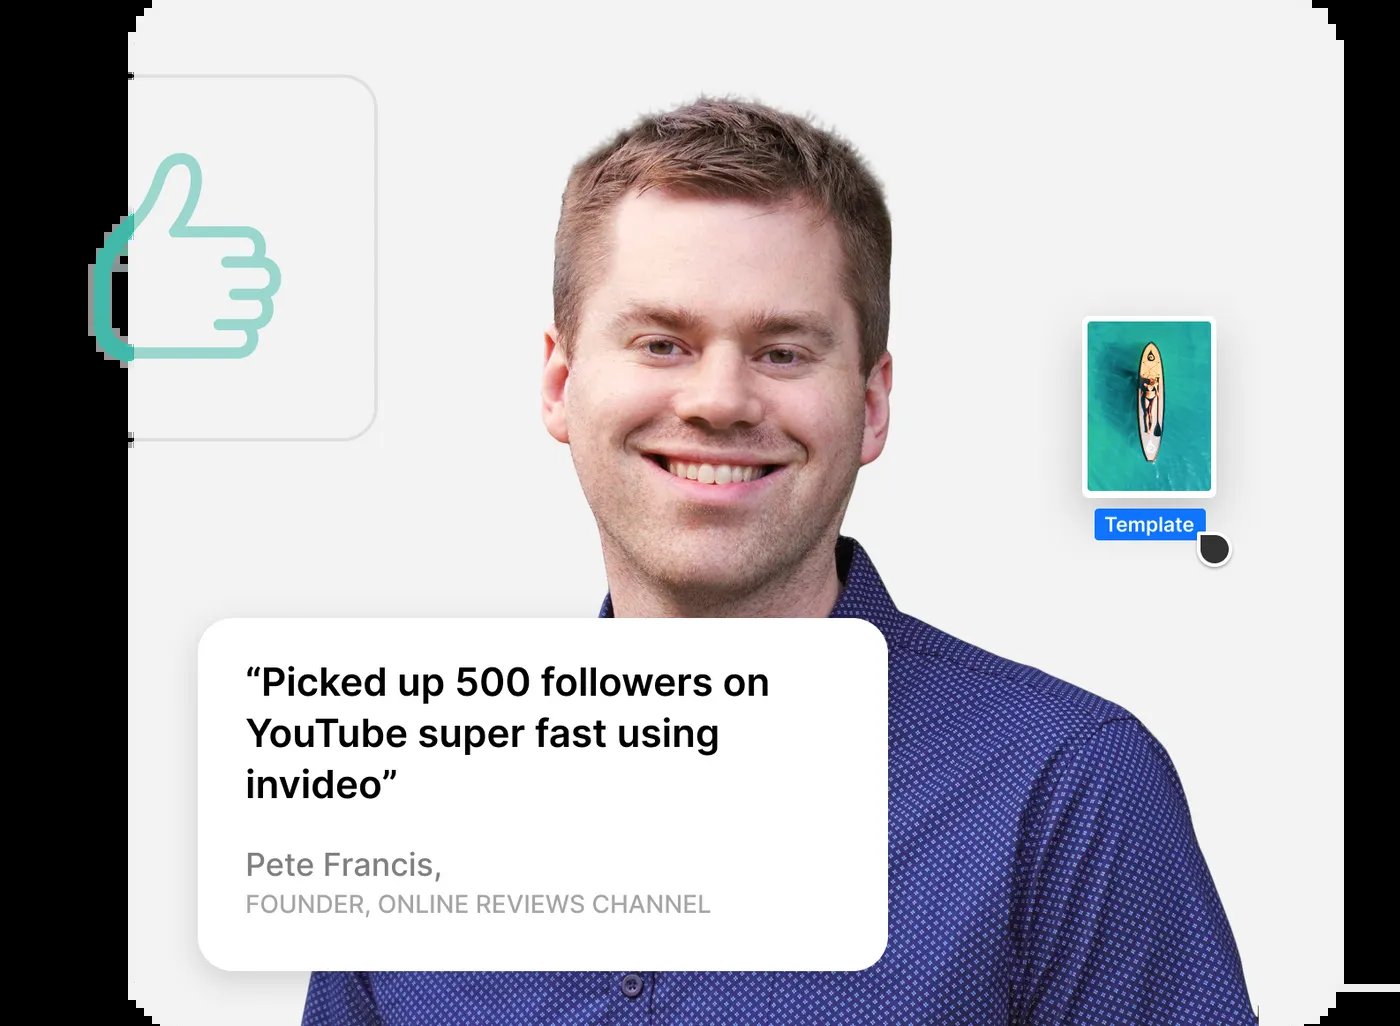 “Picked up 500 followers on
YouTube super fast using
invideo”
Pete Francis,
FOUNDER, ONLINE REVIEWS CHANNEL
Template